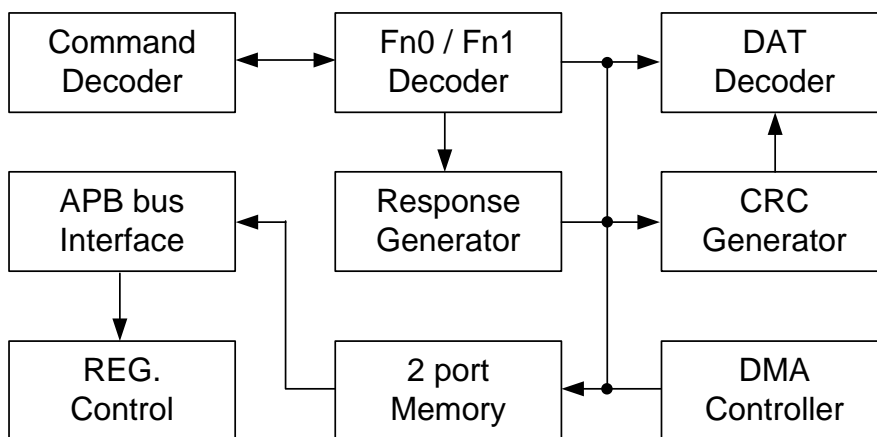 Command
Decoder
Fn0 / Fn1
Decoder
DAT
Decoder
APB bus
Interface
Response
Generator
CRC
Generator
REG.
Control
2 port
Memory
DMA
Controller